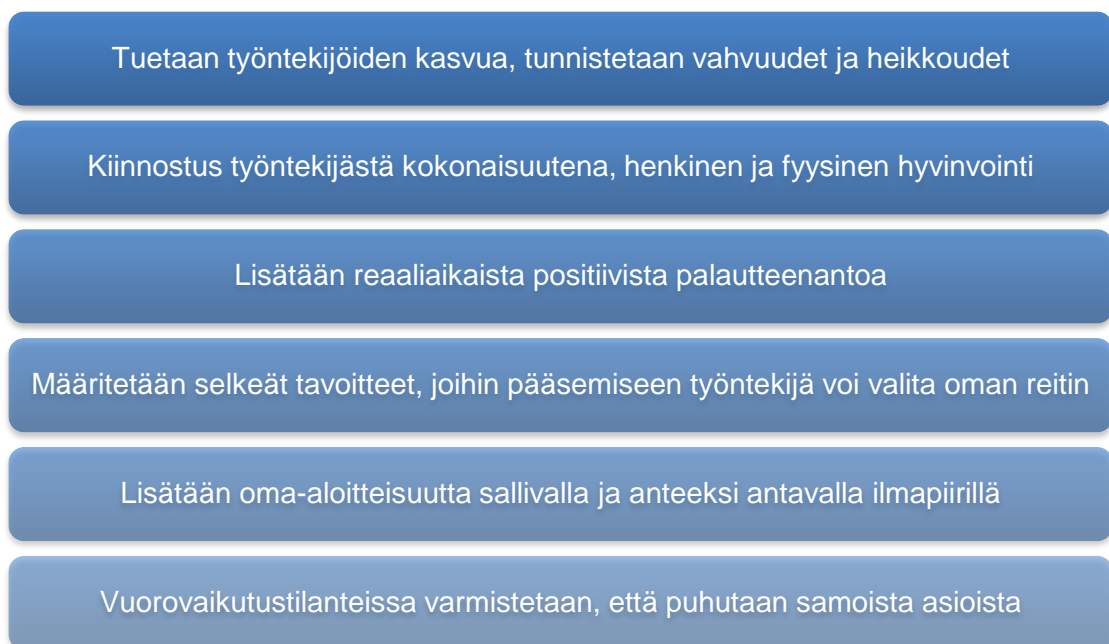 Tuetaan työntekijöiden kasvua, tunnistetaan vahvuudet ja heikkoudet
Kiinnostus työntekijästä kokonaisuutena, henkinen ja fyysinen hyvinvointi
Lisätään reaaliaikaista positiivista palautteenantoa
Määritetään selkeät tavoitteet, joihin pääsemiseen työntekijä voi valita oman reitin
Lisätään oma-aloitteisuutta sallivalla ja anteeksi antavalla ilmapiirillä
Vuorovaikutustilanteissa varmistetaan, että puhutaan samoista asioista